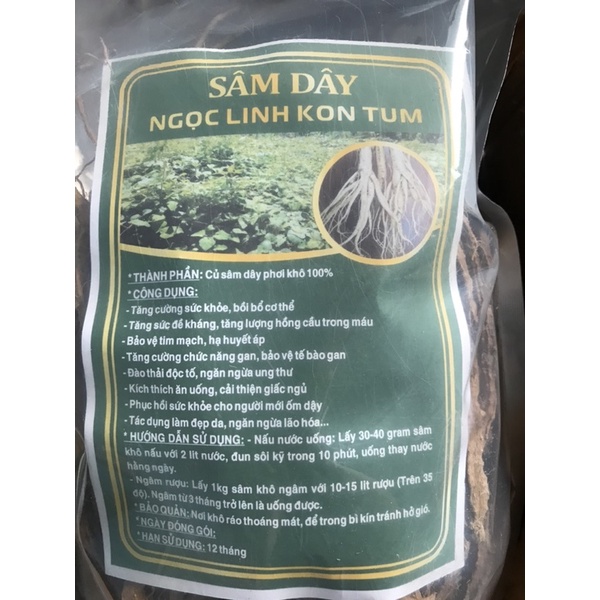 SÂM DÂY
NGỌC LINH KON TUM
* THÀNH PHẦN: Củ sâm dây phơi khô 100%
* CÔNG DỤNG:
- Tăng cường sức khỏe, bồi bổ cơ thể
- Tăng sức đề kháng, tăng lượng hồng cầu trong máu
- Bảo vệ tim mạch, hạ huyết áp
- Tăng cường chức năng gan, bảo vệ tế bào gan
- Đào thải độc tố, ngăn ngừa ung thư
- Kích thích ăn uống, cải thiện giấc ngủ
- Phục hồi sức khỏe cho người mới ốm dậy
- Tác dụng làm đẹp da, ngăn ngừa lão hóa...
* HƯỚNG DẪN SỬ DỤNG: - Nấu nước uống: Lấy 30-40 gram sâm
khô nấu với 2 lít nước, đun sôi kỹ trong 10 phút, uống thay nước
hằng ngày.
- Ngâm rượu: Lấy 1kg sâm khô ngâm với 10-15 lít rượu (Trên 35
độ). Ngâm từ 3 tháng trở lên là uống được.
* BẢO QUẢN: Nơi khô ráo thoáng mát, để trong bì kín tránh hở gió.
* NGÀY ĐÓNG GÓI:
* HẠN SỬ DỤNG: 12 tháng